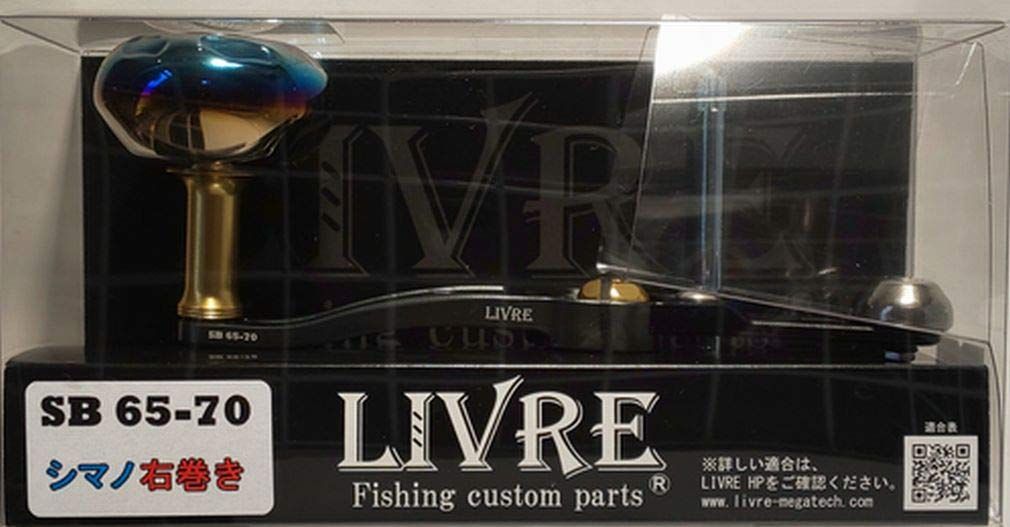 LIVRE
LIVRE
SB 65-70
SB 65-70
シマノ右巻き
LIVRE
Fishing custom parts®
適合表
※詳しい適合は、
LIVRE HPをご確認ください。
www.livre-megatech.com